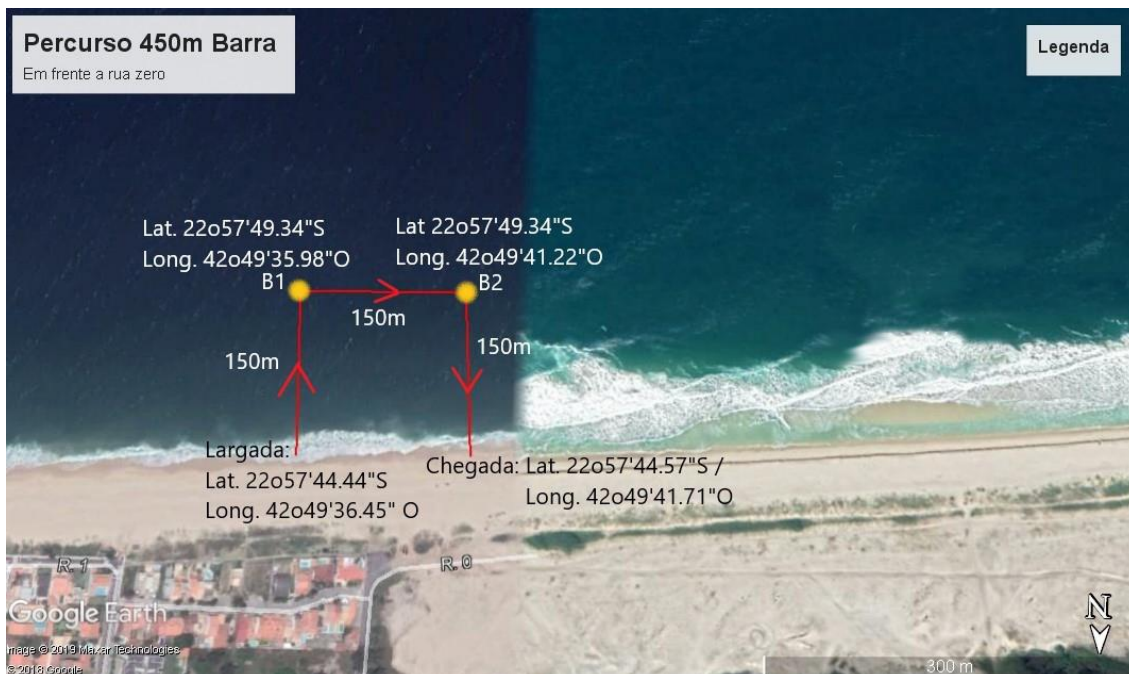 Percurso 450m Barra
Em frente a rua zero
Legenda
Lat. 22o57'49.34"S
Long. 42o49'35.98"O
B1
Lat 22o57'49.34"S
Long. 42o49'41.22"O
B2
150m
150m
150m
Largada:
Lat. 22o57'44.44"S
Long. 42o49'36.45" O
Chegada: Lat. 22o57'44.57"S /
Long. 42o49'41.71"O
R. 1
R. 0
Google Earth
Image © 2019 Maxar Technologies
© 2018 Google
N
300 m